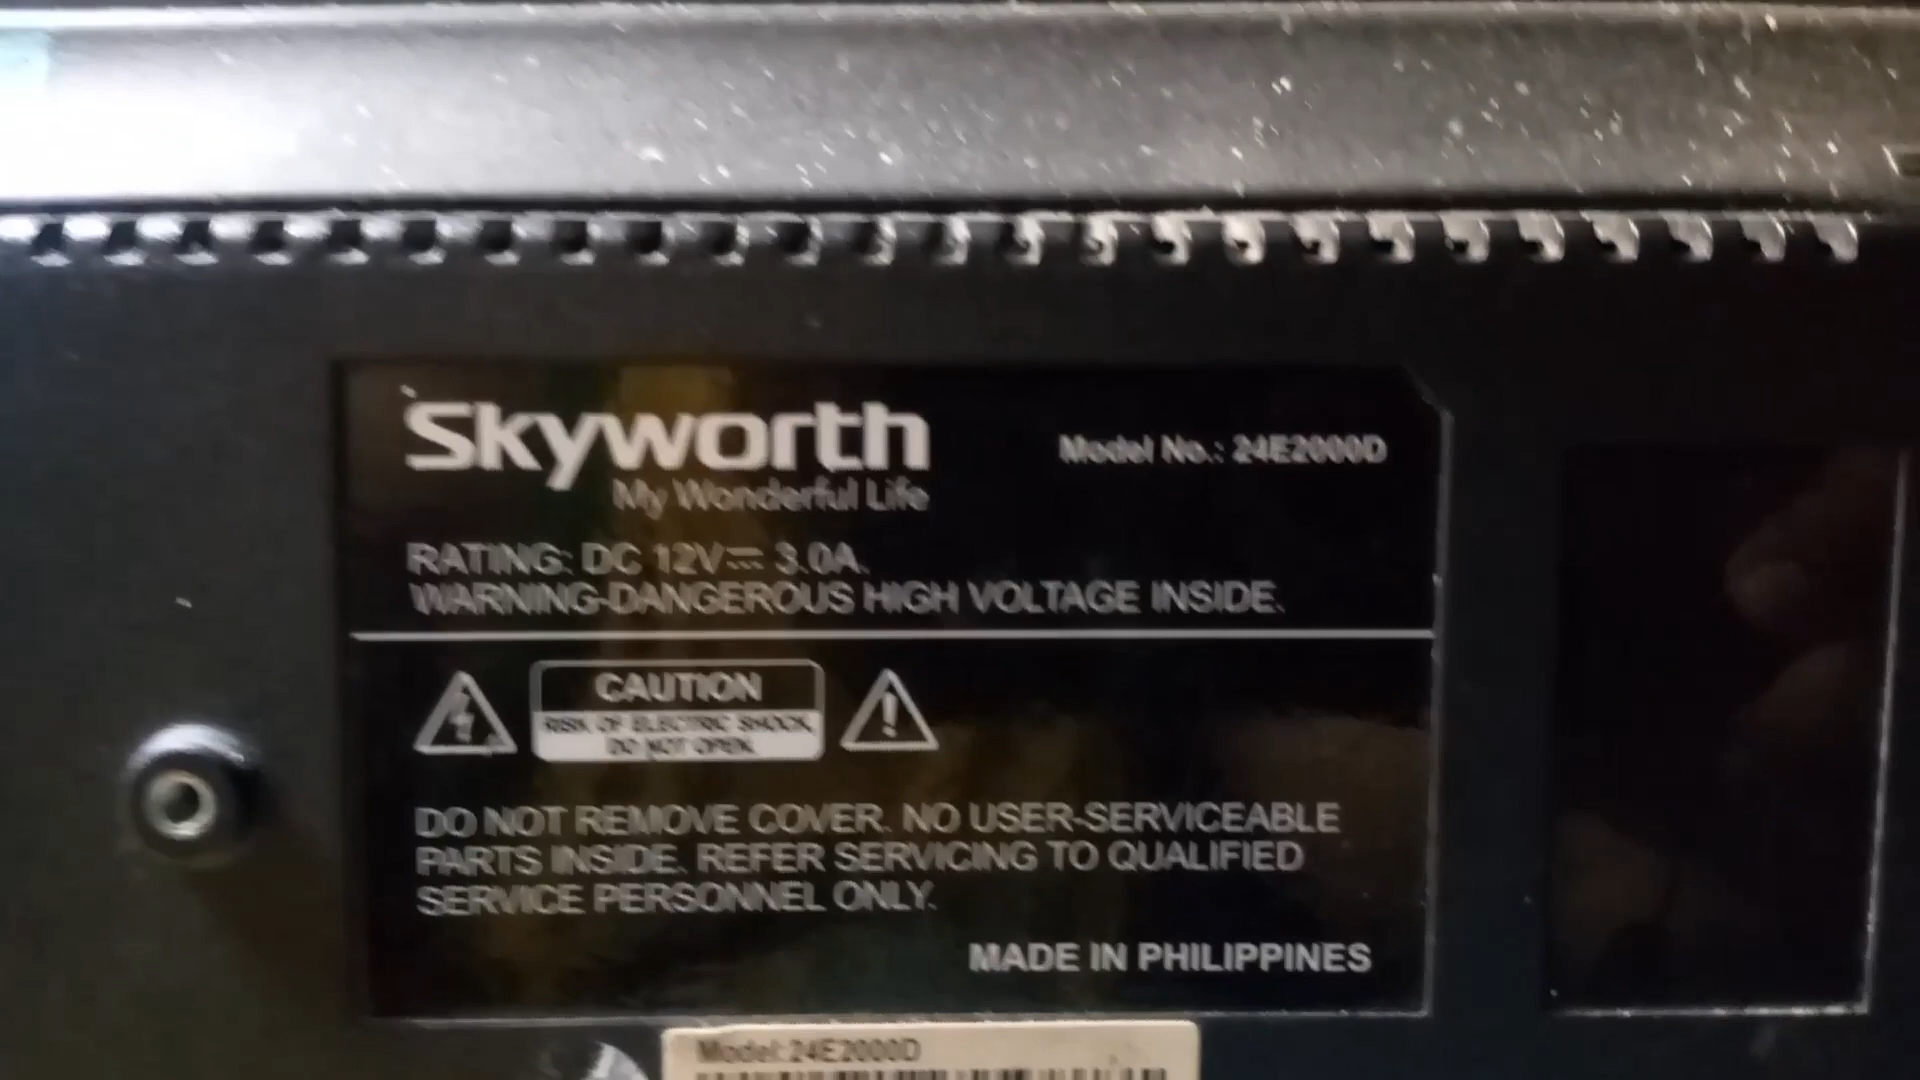 Skyworth
My Wonderful Life
Model No.: 24E2000D
RATING: DC 12V⎓ 3.0A.
WARNING-DANGEROUS HIGH VOLTAGE INSIDE.
CAUTION
RISK OF ELECTRIC SHOCK,
DO NOT OPEN.
DO NOT REMOVE COVER. NO USER-SERVICEABLE
PARTS INSIDE. REFER SERVICING TO QUALIFIED
SERVICE PERSONNEL ONLY.
MADE IN PHILIPPINES
Model:24E2000D